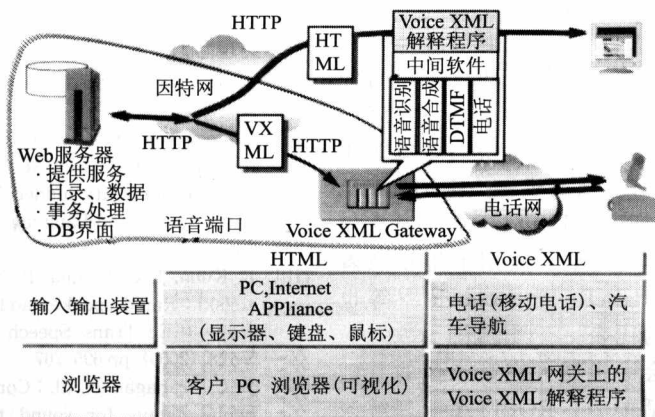 HTTP
HT
ML
Voice XML
解释程序
中间软件
语音识别
语音合成
DTMF
电话
因特网
HTTP
VX
ML
HTTP
Web服务器
· 提供服务
· 目录、数据
· 事务处理
· DB界面
语音端口
Voice XML Gateway
电话网
HTML
Voice XML
输入输出装置
PC,Internet
APPliance
(显示器、键盘、鼠标)
电话(移动电话)、汽
车导航
浏览器
客户 PC 浏览器(可视化)
Voice XML 网关上的
Voice XML 解释程序